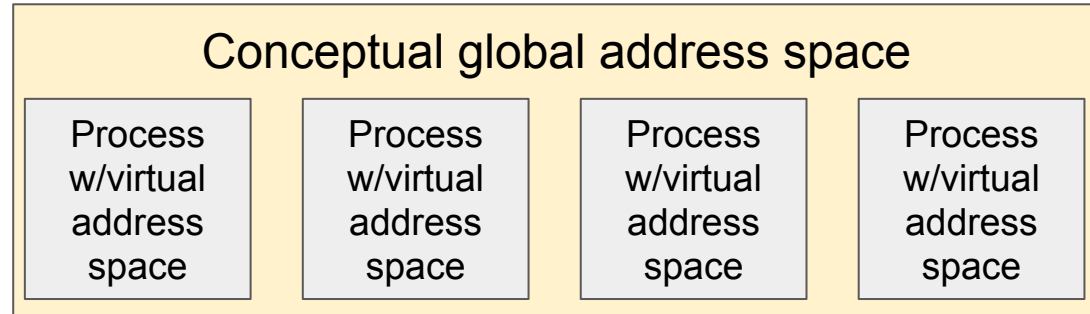 Conceptual global address space
Process
w/virtual
address
space
Process
w/virtual
address
space
Process
w/virtual
address
space
Process
w/virtual
address
space